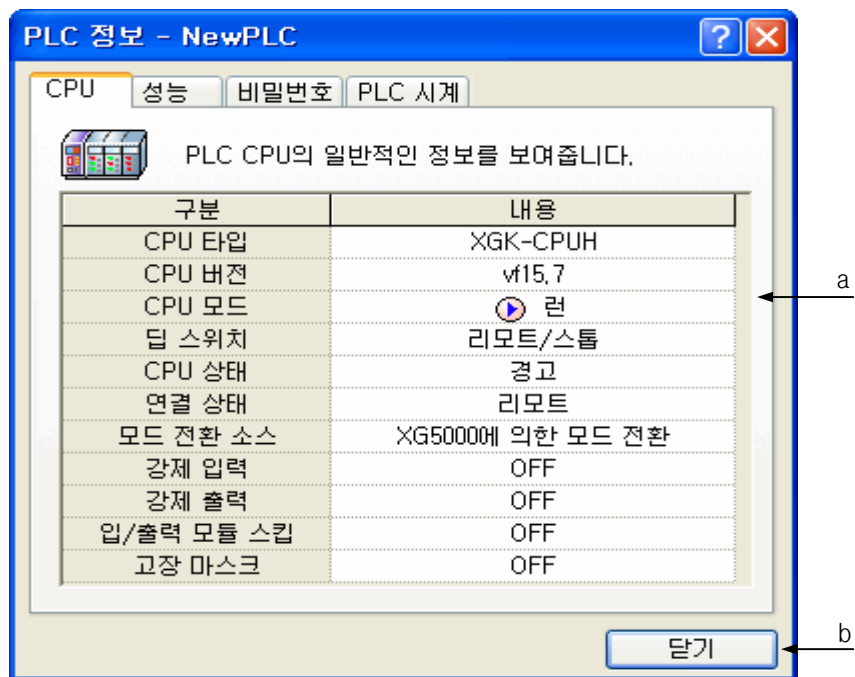 PLC 정보 - NewPLC
CPU 성능 비밀번호 PLC 시계
PLC CPU의 일반적인 정보를 보여줍니다.
구분 내용
CPU 타입 XGK-CPUH
CPU 버전 vf15.7
CPU 모드 런
딥 스위치 리모트/스톱
CPU 상태 경고
연결 상태 리모트
모드 전환 소스 XG5000에 의한 모드 전환
강제 입력 OFF
강제 출력 OFF
입/출력 모듈 스킵 OFF
고장 마스크 OFF
a
닫기
b